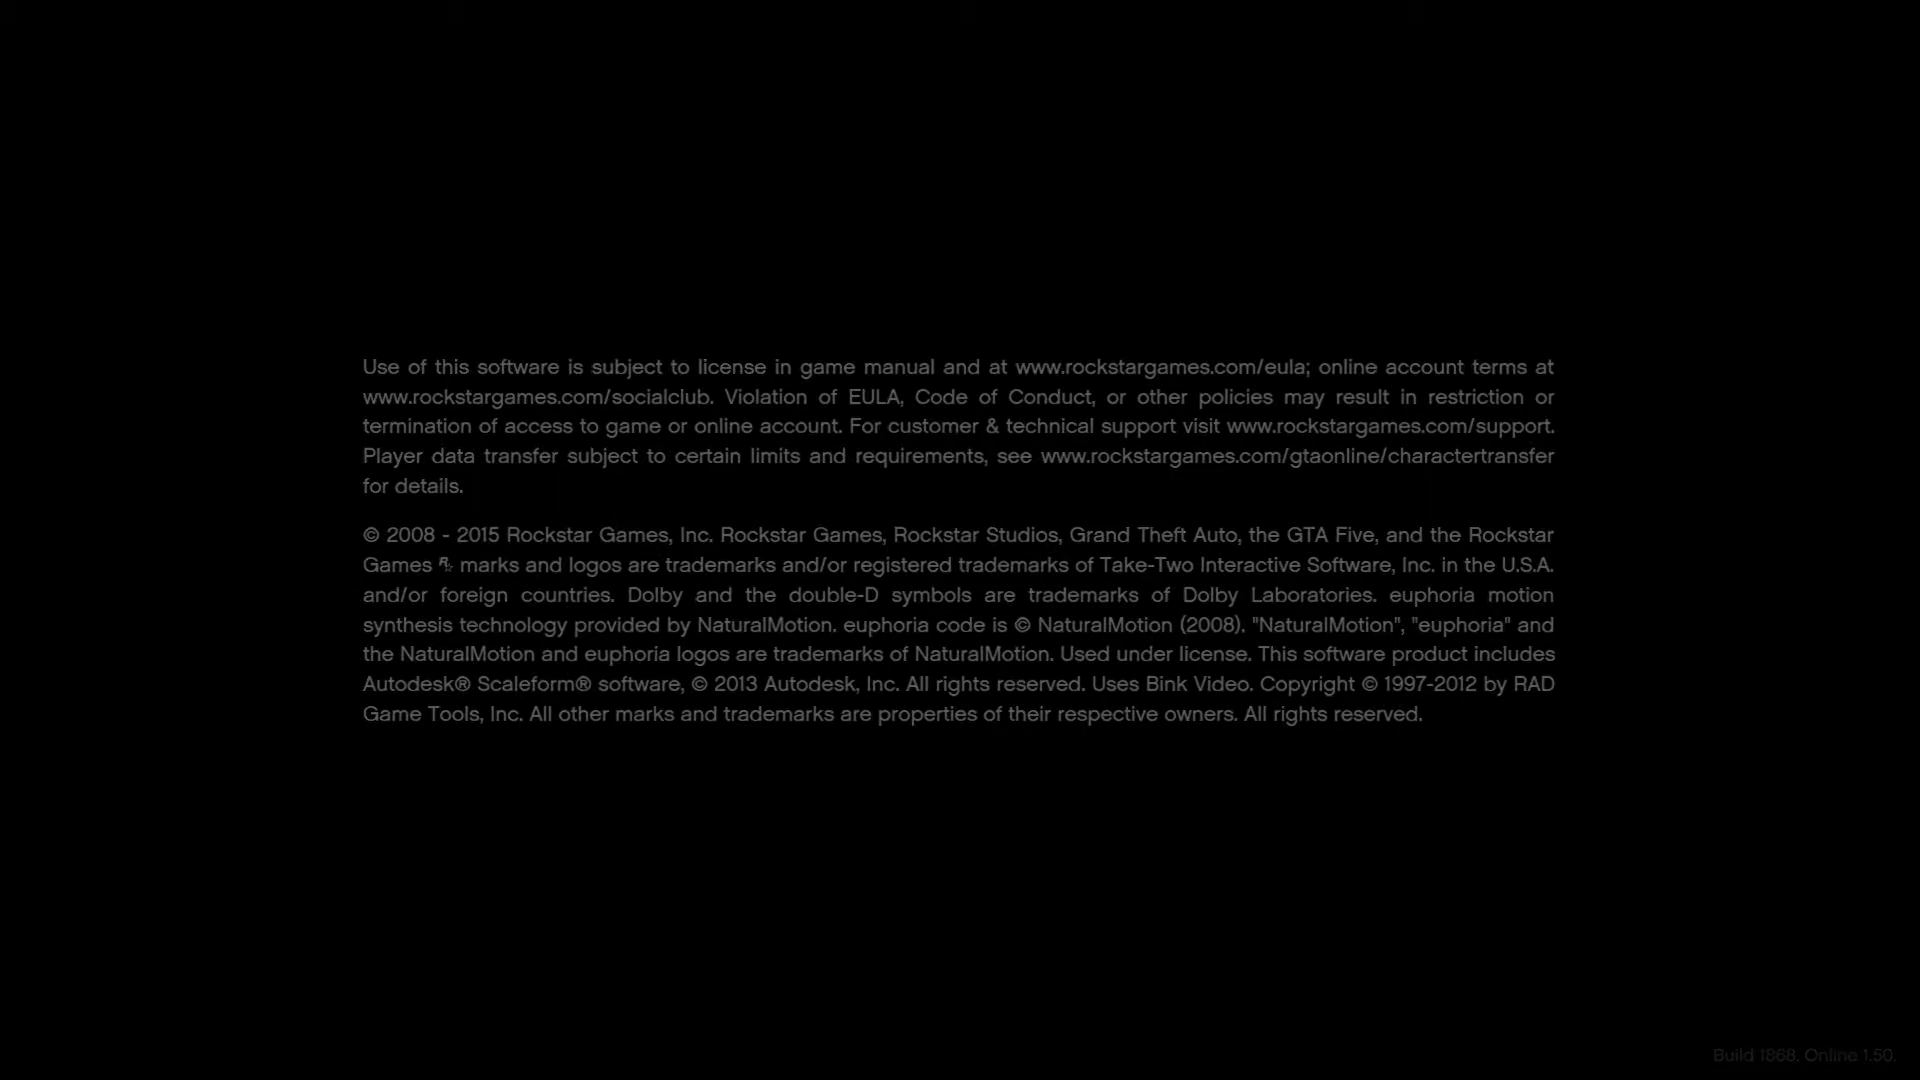 Use of this software is subject to license in game manual and at www.rockstargames.com/eula; online account terms at
www.rockstargames.com/socialclub. Violation of EULA, Code of Conduct, or other policies may result in restriction or
termination of access to game or online account. For customer & technical support visit www.rockstargames.com/support.
Player data transfer subject to certain limits and requirements, see www.rockstargames.com/gtaonline/charactertransfer
for details.
© 2008 - 2015 Rockstar Games, Inc. Rockstar Games, Rockstar Studios, Grand Theft Auto, the GTA Five, and the Rockstar
Games R* marks and logos are trademarks and/or registered trademarks of Take-Two Interactive Software, Inc. in the U.S.A.
and/or foreign countries. Dolby and the double-D symbols are trademarks of Dolby Laboratories. euphoria motion
synthesis technology provided by NaturalMotion. euphoria code is © NaturalMotion (2008). "NaturalMotion", "euphoria" and
the NaturalMotion and euphoria logos are trademarks of NaturalMotion. Used under license. This software product includes
Autodesk® Scaleform® software, © 2013 Autodesk, Inc. All rights reserved. Uses Bink Video. Copyright © 1997-2012 by RAD
Game Tools, Inc. All other marks and trademarks are properties of their respective owners. All rights reserved.
Build 1868. Online 1.50.